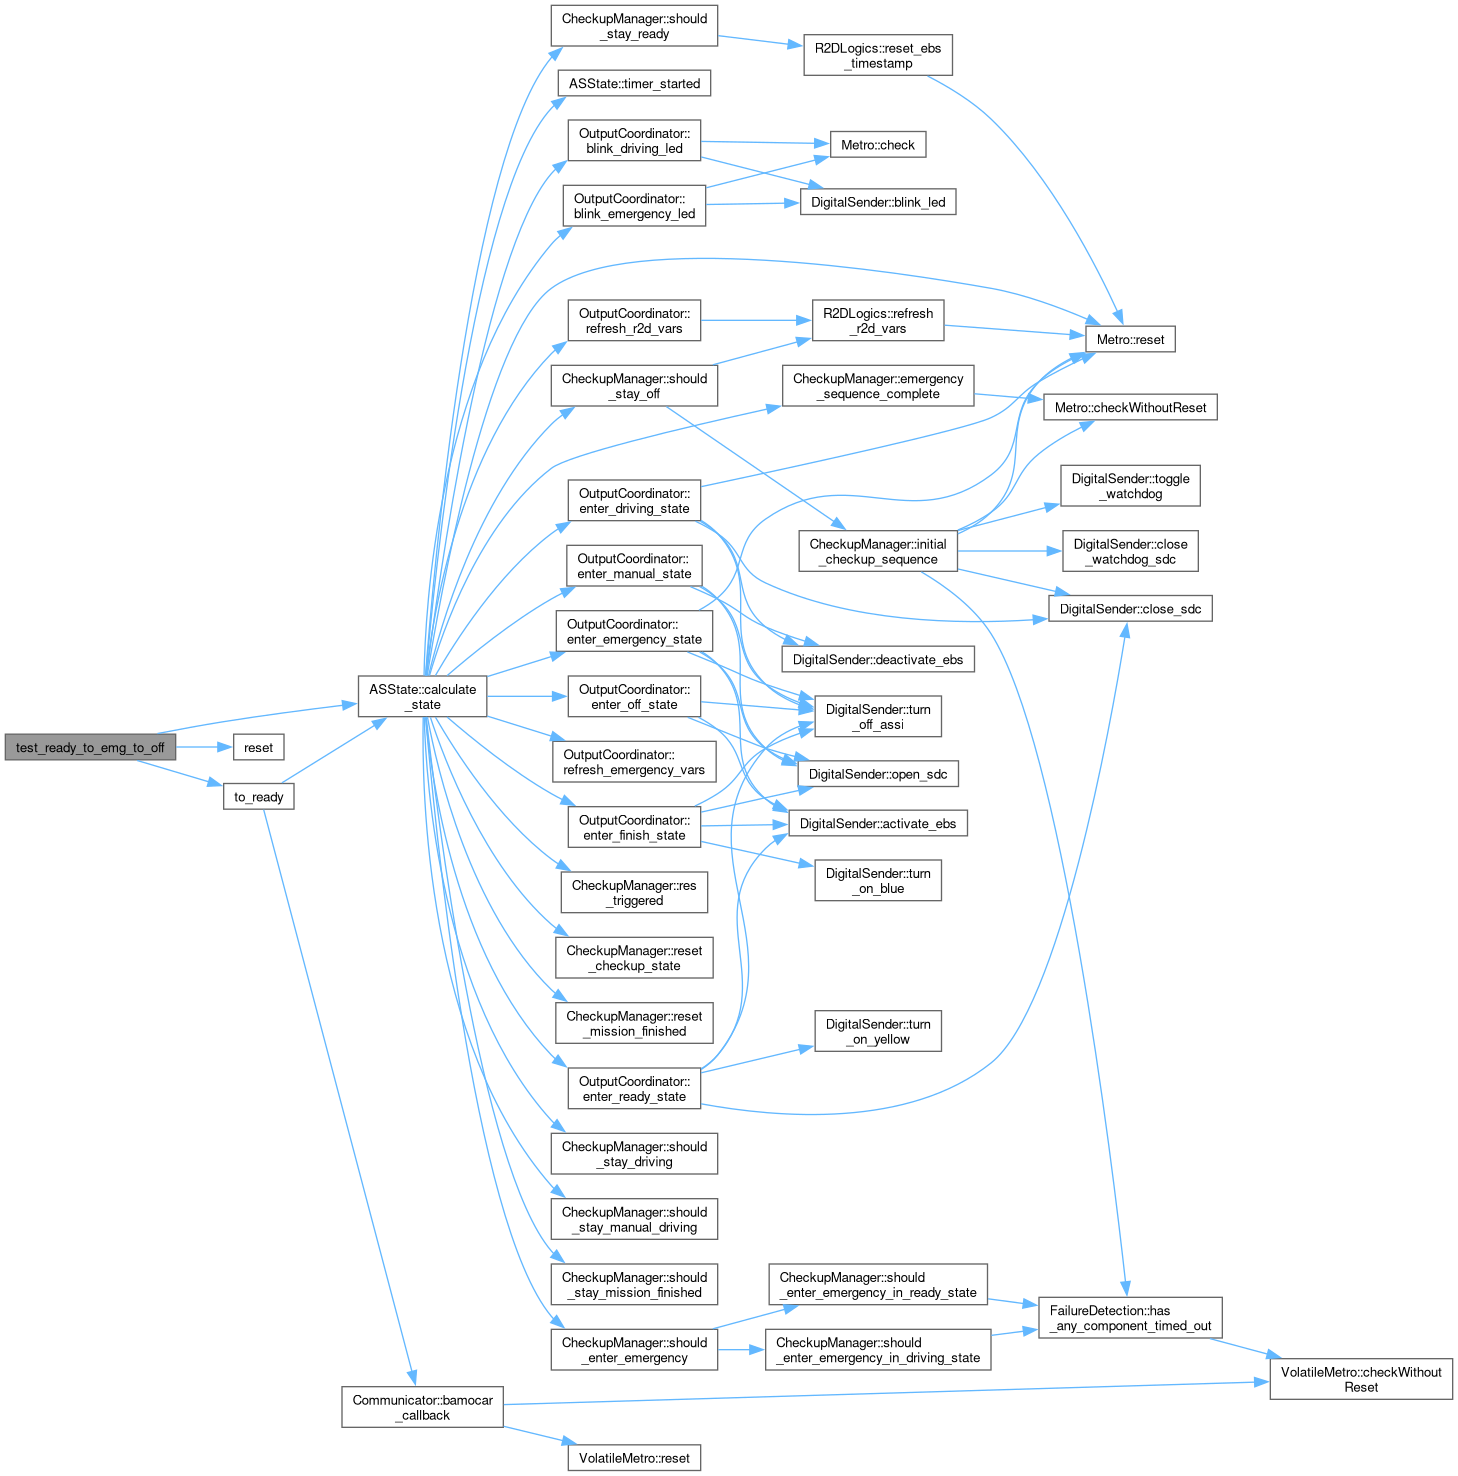 test_ready_to_emg_to_off
reset
to_ready
ASState::calculate
_state
Communicator::bamocar
_callback
CheckupManager::should
_stay_ready
ASState::timer_started
OutputCoordinator::
blink_driving_led
OutputCoordinator::
blink_emergency_led
OutputCoordinator::
refresh_r2d_vars
CheckupManager::should
_stay_off
OutputCoordinator::
enter_driving_state
OutputCoordinator::
enter_manual_state
OutputCoordinator::
enter_emergency_state
OutputCoordinator::
enter_off_state
OutputCoordinator::
refresh_emergency_vars
OutputCoordinator::
enter_finish_state
CheckupManager::res
_triggered
CheckupManager::reset
_checkup_state
CheckupManager::reset
_mission_finished
OutputCoordinator::
enter_ready_state
CheckupManager::should
_stay_driving
CheckupManager::should
_stay_manual_driving
CheckupManager::should
_stay_mission_finished
CheckupManager::should
_enter_emergency
VolatileMetro::reset
R2DLogics::reset_ebs
_timestamp
Metro::check
DigitalSender::blink_led
R2DLogics::refresh
_r2d_vars
CheckupManager::emergency
_sequence_complete
CheckupManager::initial
_checkup_sequence
DigitalSender::deactivate_ebs
DigitalSender::turn
_off_assi
DigitalSender::open_sdc
DigitalSender::activate_ebs
DigitalSender::turn
_on_blue
DigitalSender::turn
_on_yellow
CheckupManager::should
_enter_emergency_in_ready_state
CheckupManager::should
_enter_emergency_in_driving_state
Metro::reset
Metro::checkWithoutReset
DigitalSender::toggle
_watchdog
DigitalSender::close
_watchdog_sdc
DigitalSender::close_sdc
FailureDetection::has
_any_component_timed_out
VolatileMetro::checkWithout
Reset